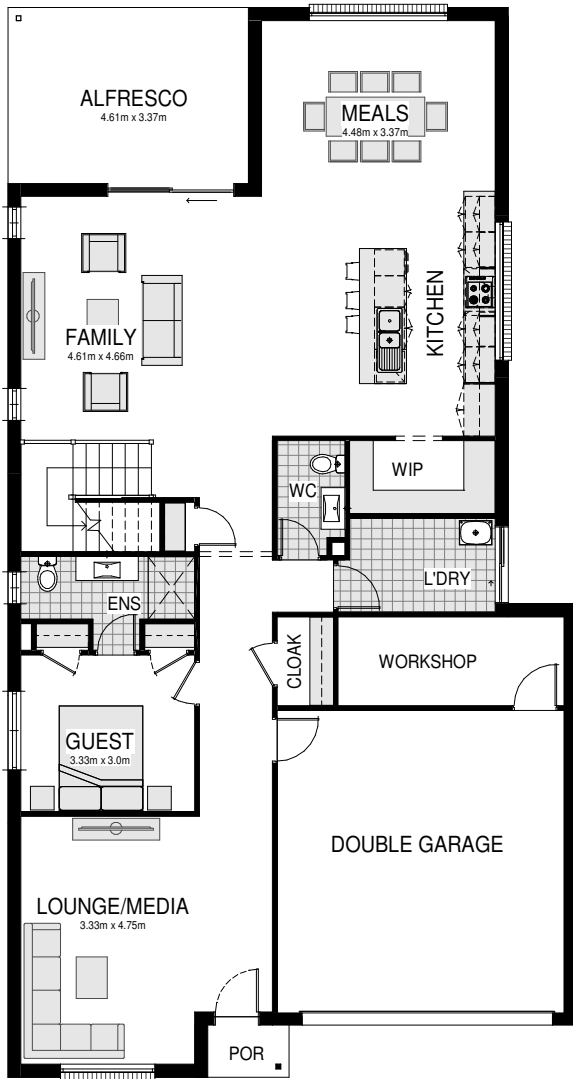 ALFRESCO
4.61m x 3.37m
MEALS
4.48m x 3.37m
KITCHEN
FAMILY
4.61m x 4.66m
WC
WIP
L'DRY
ENS
CLOAK
WORKSHOP
GUEST
3.33m x 3.0m
DOUBLE GARAGE
LOUNGE/MEDIA
3.33m x 4.75m
POR